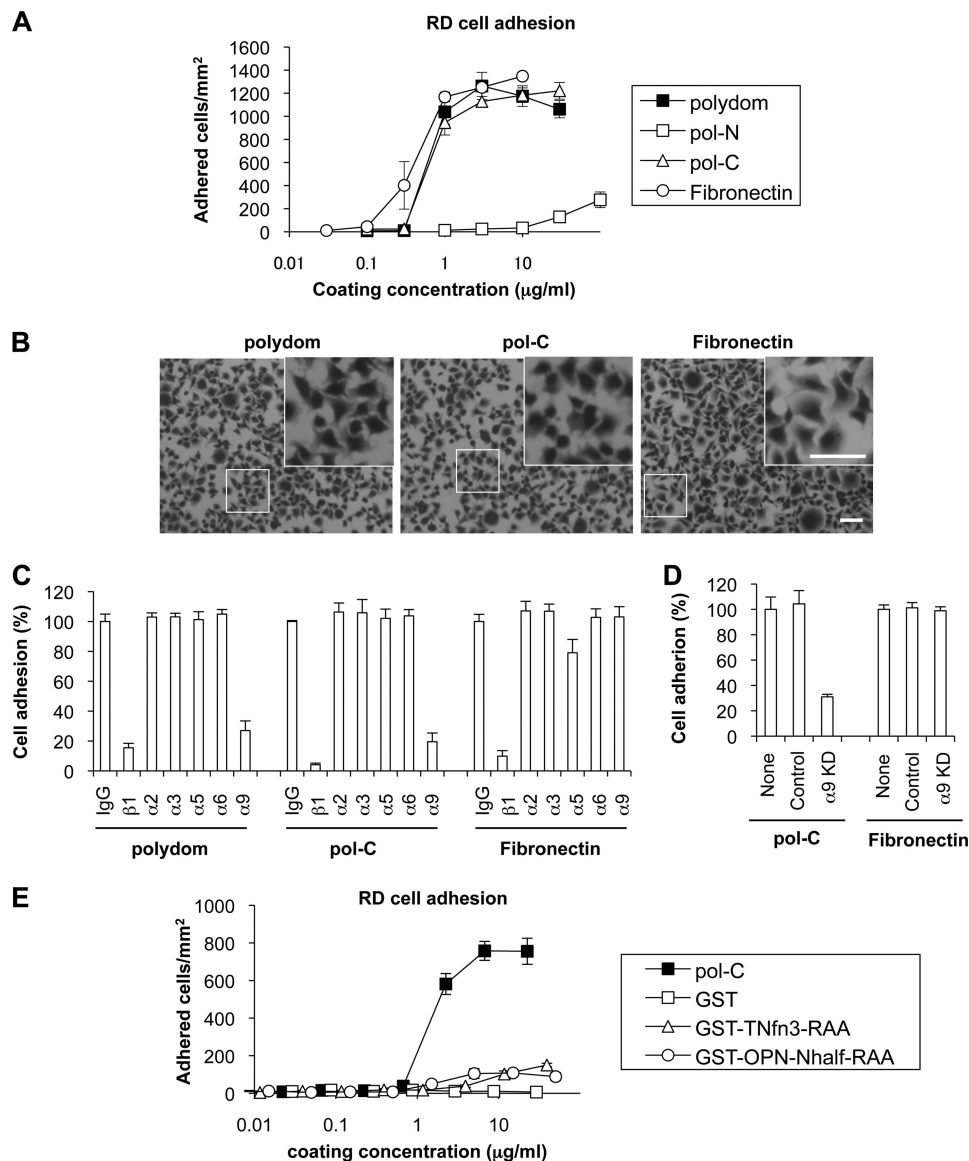 A
RD cell adhesion
Adhered cells/mm²
1600
1400
1200
1000
800
600
400
200
0
0.01 0.1 1 10
Coating concentration (μg/ml)
polydom
pol-N
pol-C
Fibronectin
B
polydom pol-C Fibronectin
C
Cell adhesion (%)
120
100
80
60
40
20
0
IgG β1 α2 α3 α5 α6 α9 IgG β1 α2 α3 α5 α6 α9 IgG β1 α2 α3 α5 α6 α9
polydom pol-C Fibronectin
D
Cell adherion (%)
120
100
80
60
40
20
0
None Control α9 KD None Control α9 KD
pol-C Fibronectin
E
RD cell adhesion
Adhered cells/mm²
1000
800
600
400
200
0
0.01 0.1 1 10
coating concentration (μg/ml)
pol-C
GST
GST-TNfn3-RAA
GST-OPN-Nhalf-RAA